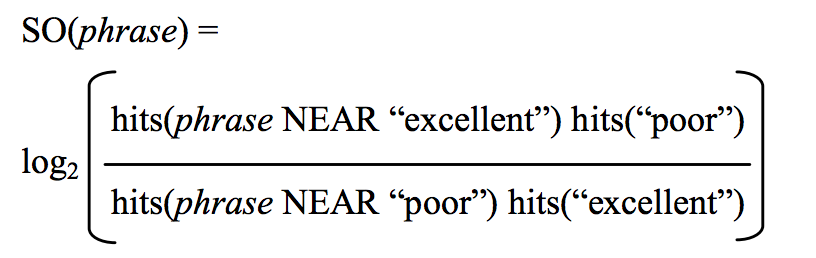 SO(phrase) =
hits(phrase NEAR “excellent”) hits(“poor”)
log₂
hits(phrase NEAR “poor”) hits(“excellent”)